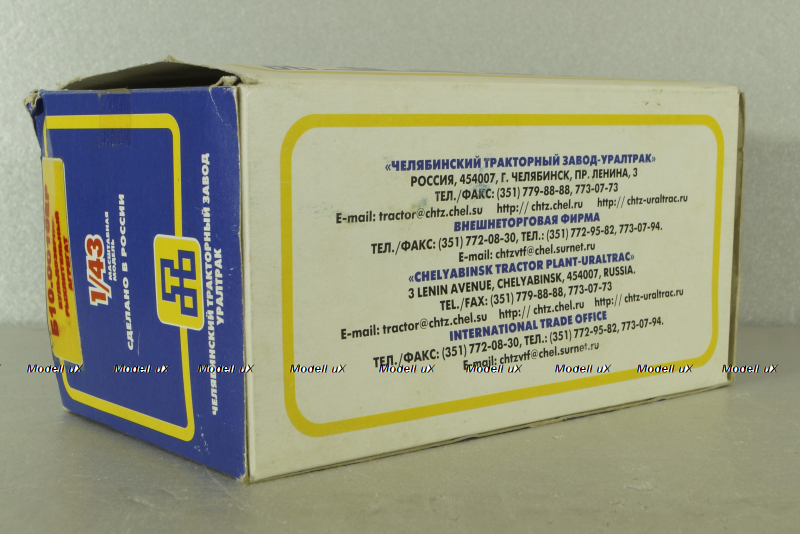 «ЧЕЛЯБИНСКИЙ ТРАКТОРНЫЙ ЗАВОД-УРАЛТРАК»
РОССИЯ, 454007, Г. ЧЕЛЯБИНСК, ПР. ЛЕНИНА, 3
ТЕЛ./ФАКС: (351) 779-88-88, 773-07-73
E-mail: tractor@chtz.chel.su http:// chtz.chel.ru http:// chtz-uraltrac.ru
ВНЕШНЕТОРГОВАЯ ФИРМА
ТЕЛ./ФАКС: (351) 772-08-30, ТЕЛ.: (351) 772-95-82, 773-07-94.
E-mail: chtzvtf@chel.surnet.ru
«CHELYABINSK TRACTOR PLANT-URALTRAC»
3 LENIN AVENUE, CHELYABINSK, 454007, RUSSIA.
TEL./FAX: (351) 779-88-88, 773-07-73
E-mail: tractor@chtz.chel.su http:// chtz.chel.ru http:// chtz-uraltrac.ru
INTERNATIONAL TRADE OFFICE
ТЕЛ./ФАКС: (351) 772-08-30, ТЕЛ.: (351) 772-95-82, 773-07-94.
E-mail: chtzvtf@chel.surnet.ru
АГРЕГАТ
1/43
МАСШТАБНАЯ
МОДЕЛЬ
СДЕЛАНО В РОССИИ
ЧЕЛЯБИНСКИЙ ТРАКТОРНЫЙ ЗАВОД
УРАЛТРАК
Modell uX Modell uX Modell uX Modell uX Modell uX Modell uX Modell uX Modell uX Modell uX